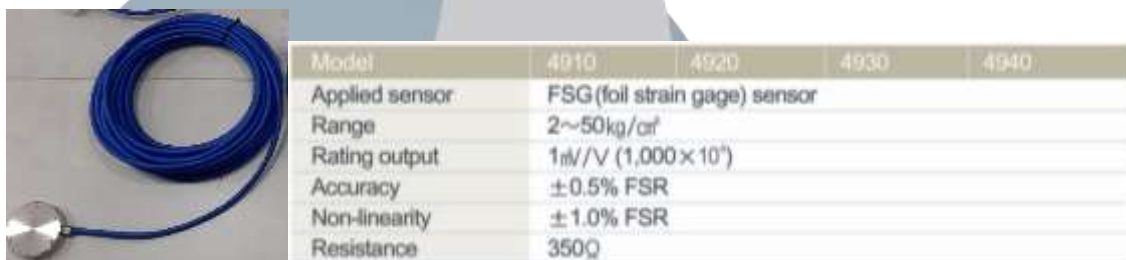 Model 4910 4920 4930 4940
Applied sensor FSG(foil strain gage) sensor
Range 2~50kg/㎠
Rating output 1㎷/V (1,000×10
Accuracy ±0.5% FSR
Non-linearity ±1.0% FSR
Resistance 350Ω